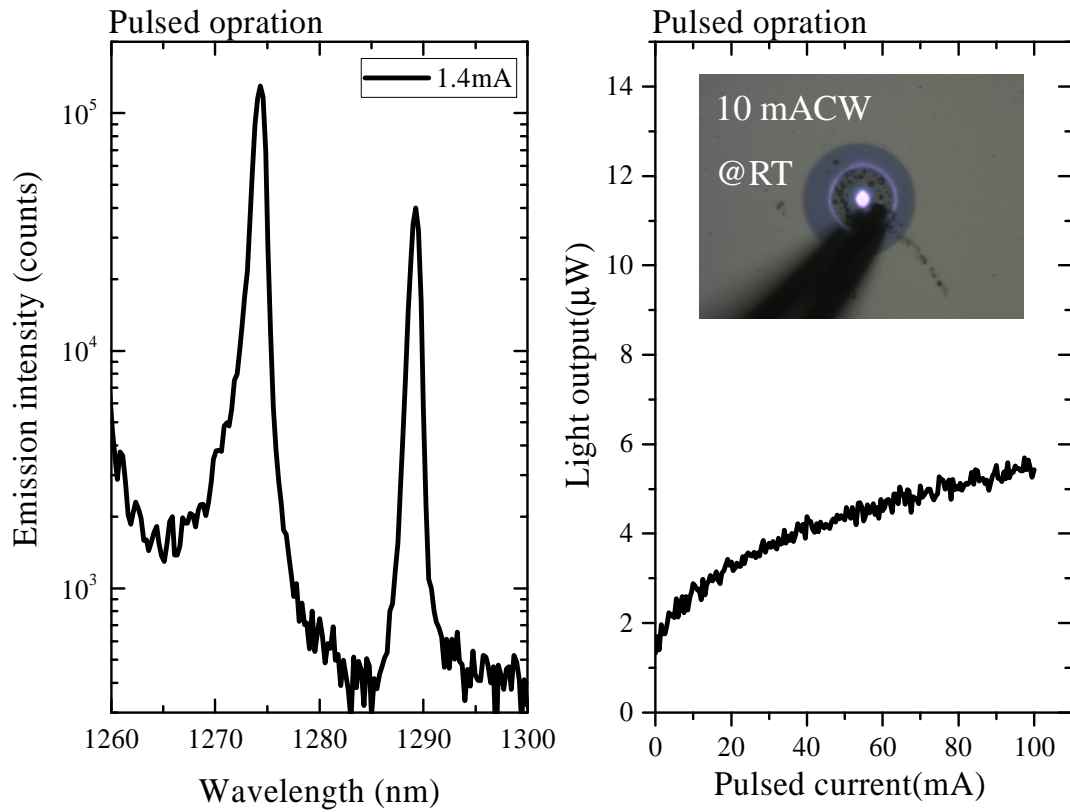 Pulsed opration
1.4mA
10^5
10^4
10^3
Emission intensity (counts)
1260 1270 1280 1290 1300
Wavelength (nm)
Pulsed opration
10 mACW
@RT
14
12
10
8
6
4
2
0
Light output(μW)
0 20 40 60 80 100
Pulsed current(mA)